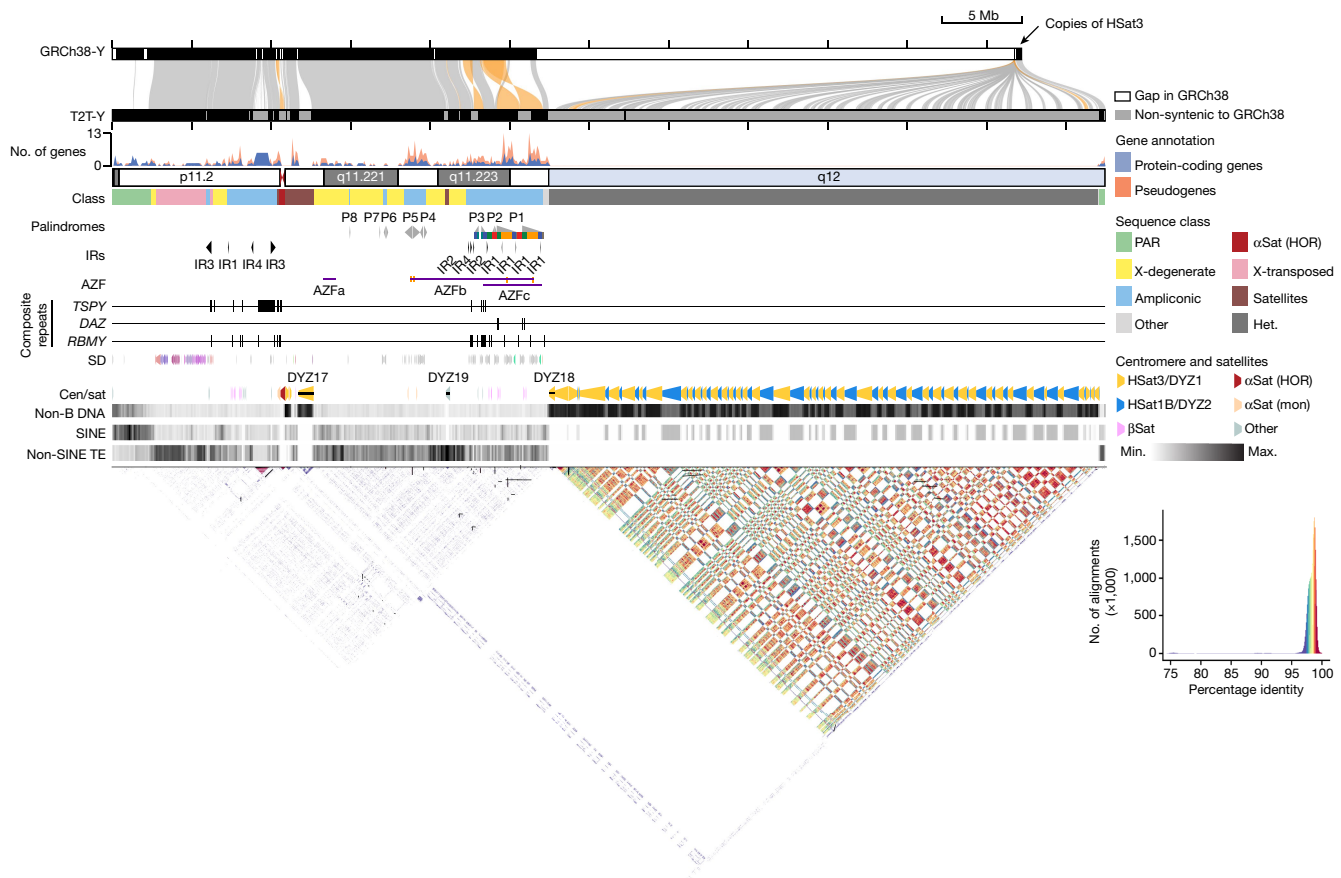 5 Mb
Copies of HSat3
GRCh38-Y
T2T-Y
Gap in GRCh38
Non-syntenic to GRCh38
No. of genes
13
0
Gene annotation
Protein-coding genes
Pseudogenes
p11.2
q11.221
q11.223
q12
Class
Palindromes
P8 P7 P6 P5 P4 P3 P2 P1
IRs
IR3 IR1 IR4 IR3 IR2 IR4 IR2 IR1 IR1 IR1 IR1
AZF
AZFa
AZFb
AZFc
Composite repeats
TSPY
DAZ
RBMY
SD
Sequence class
PAR
αSat (HOR)
X-degenerate
X-transposed
Ampliconic
Satellites
Other
Het.
DYZ17
DYZ19
DYZ18
Cen/sat
Non-B DNA
SINE
Non-SINE TE
Centromere and satellites
HSat3/DYZ1
αSat (HOR)
HSat1B/DYZ2
αSat (mon)
βSat
Other
Min.
Max.
No. of alignments
(×1,000)
1,500
1,000
500
0
75 80 85 90 95 100
Percentage identity